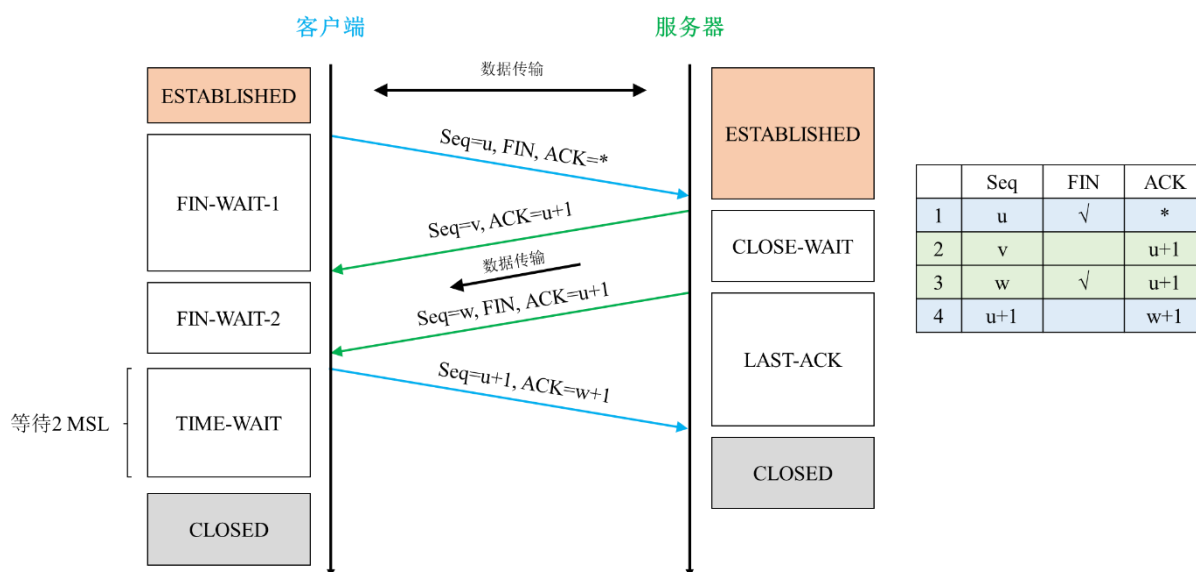 客户端
服务器
数据传输
ESTABLISHED
ESTABLISHED
Seq=u, FIN, ACK=*
FIN-WAIT-1
Seq=v, ACK=u+1
CLOSE-WAIT
数据传输
FIN-WAIT-2
Seq=w, FIN, ACK=u+1
LAST-ACK
Seq=u+1, ACK=w+1
等待2 MSL
TIME-WAIT
CLOSED
CLOSED
Seq FIN ACK
1 u √ *
2 v u+1
3 w √ u+1
4 u+1 w+1